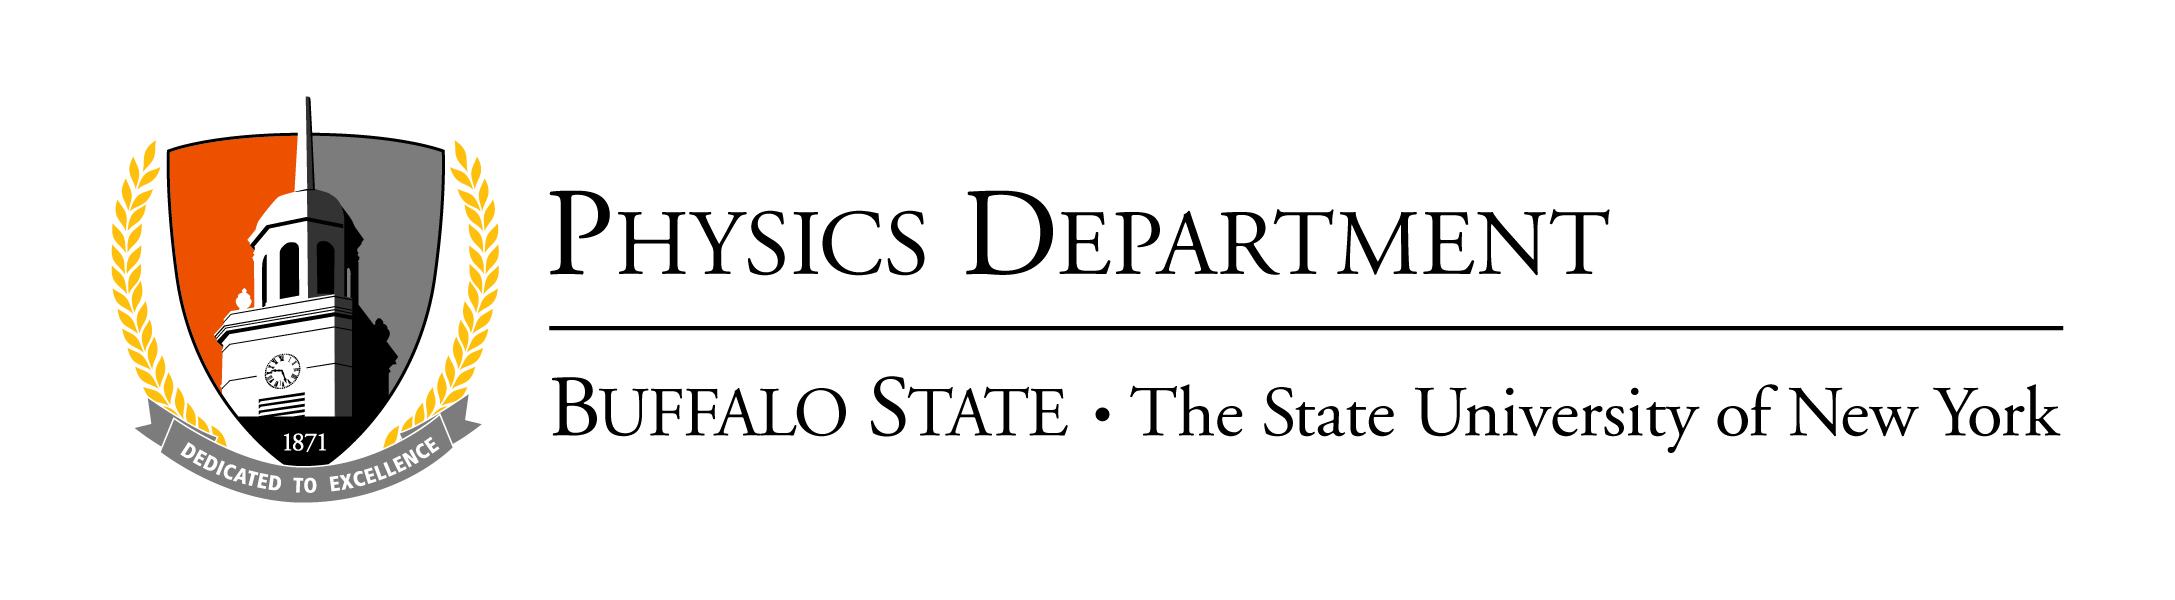 1871
DEDICATED TO EXCELLENCE
PHYSICS DEPARTMENT
BUFFALO STATE • The State University of New York